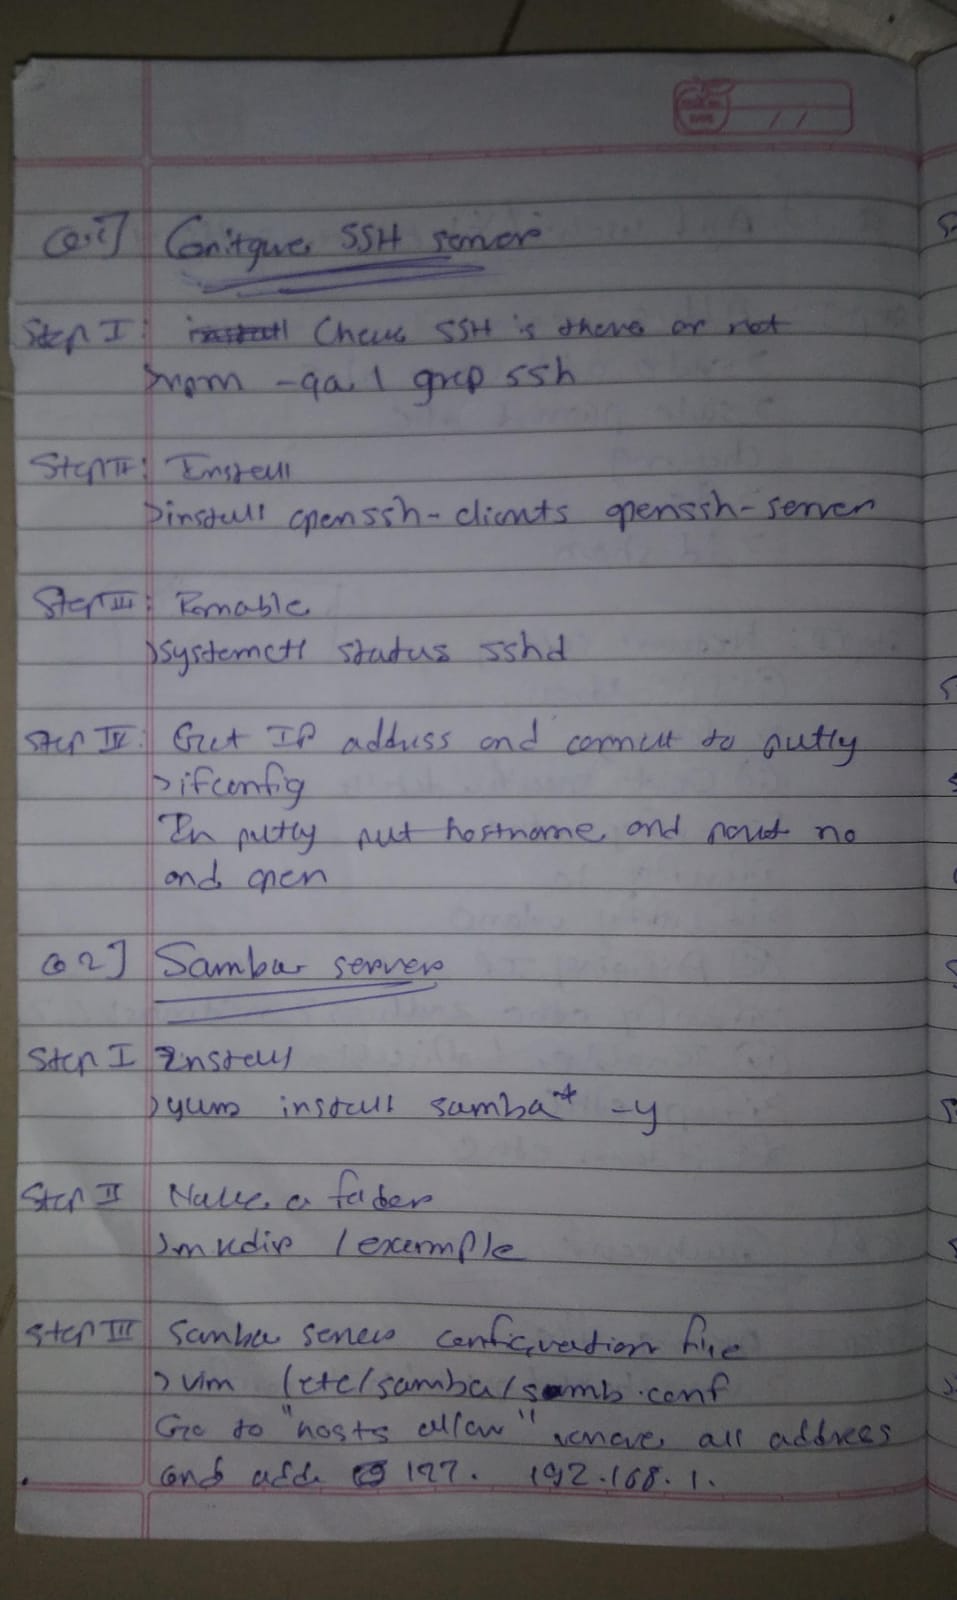 Q.1] Configure SSH server
Step I: Check SSH is there or not
>rpm -qa | grep ssh
Step II: Install
>install openssh-clients openssh-server
Step III:
>systemctl status sshd
Step IV: Get IP address and connect to putty
>ifconfig
In putty put hostname and port no
and open
Q 2] Samba server
Step I Install
>yum install samba* -y
Step II Make a folder
>mkdir /example
Step III Samba server configuration file
>vim /etc/samba/smb.conf
Go to "hosts allow" remove all address
and add 127. 192.168.1.